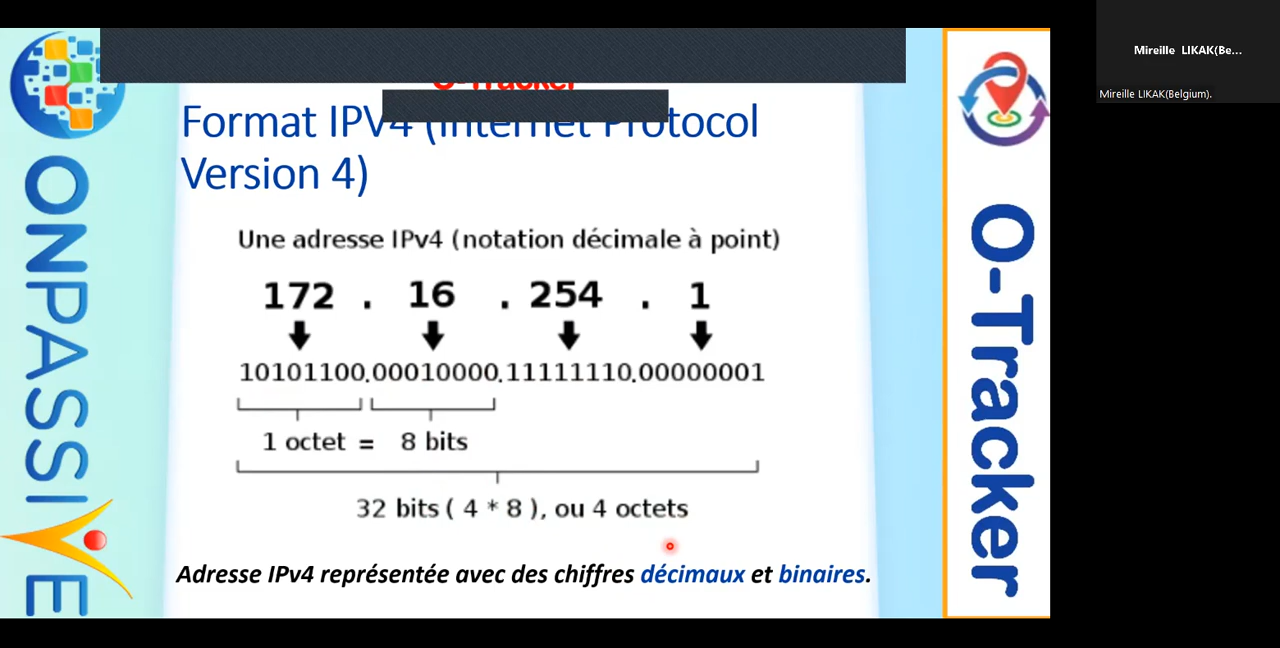 Mireille LIKAK(Be...
Mireille LIKAK(Belgium).
O-Tracker
Format IPV4 (Internet Protocol
Version 4)
Une adresse IPv4 (notation décimale à point)
172 . 16 . 254 . 1
10101100.00010000.11111110.00000001
1 octet = 8 bits
32 bits ( 4 * 8 ), ou 4 octets
Adresse IPv4 représentée avec des chiffres décimaux et binaires.
ONPASSIVE
O-Tracker